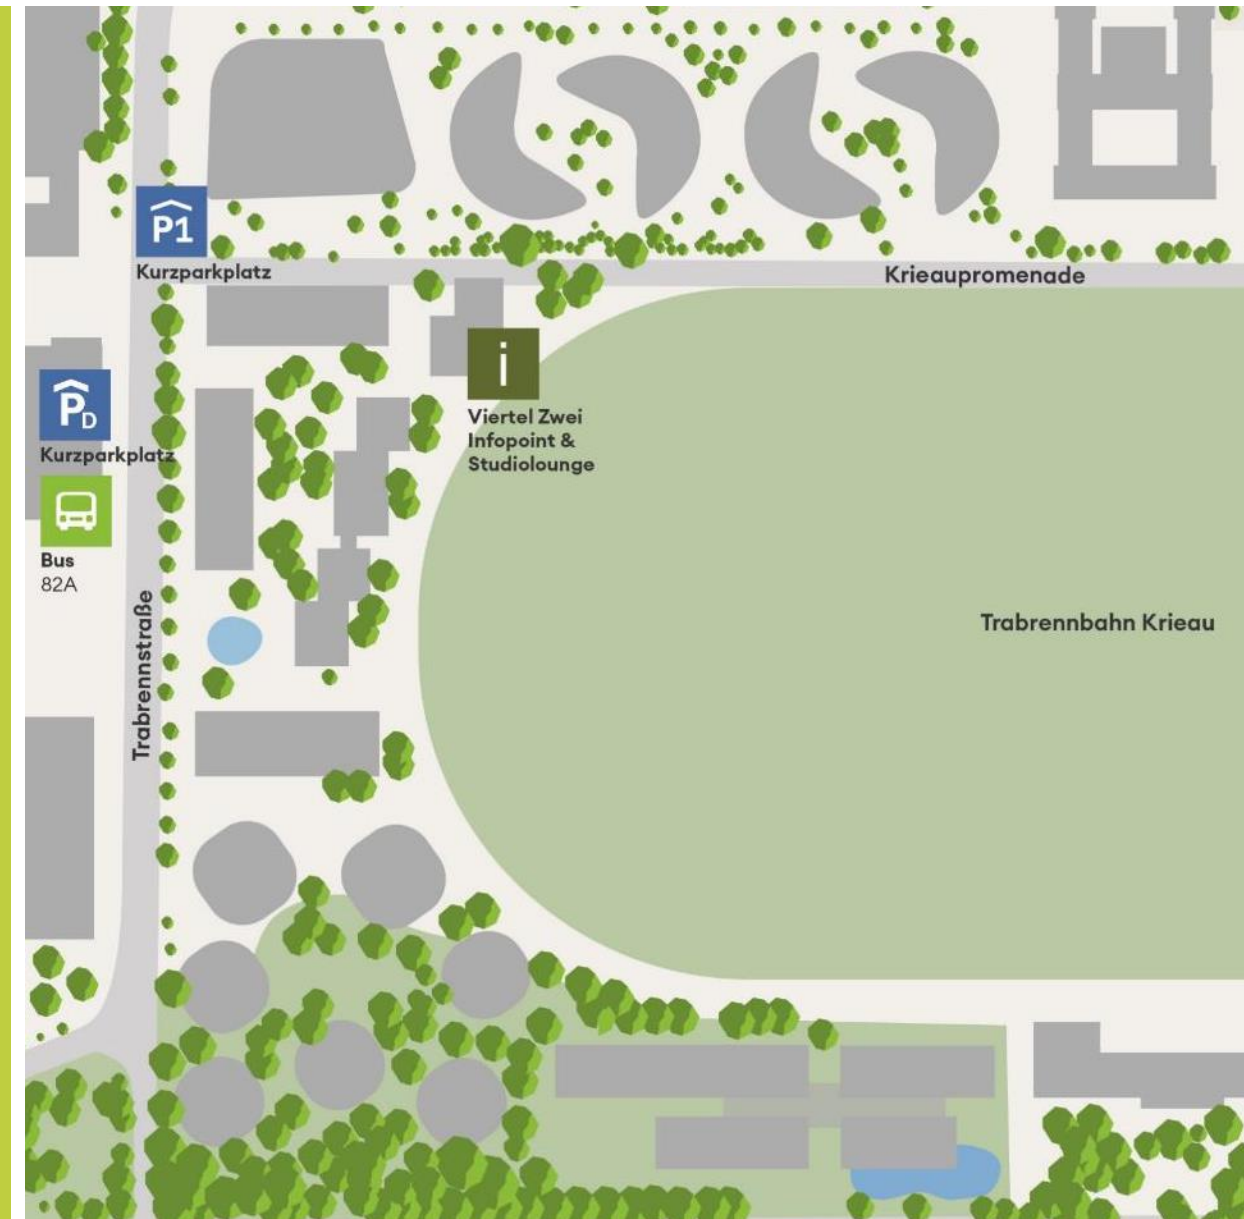 P1
Kurzparkplatz
Krieaupromenade
PD
Kurzparkplatz
i
Viertel Zwei
Infopoint &
Studiolounge
Bus
82A
Trabrennstraße
Trabrennbahn Krieau